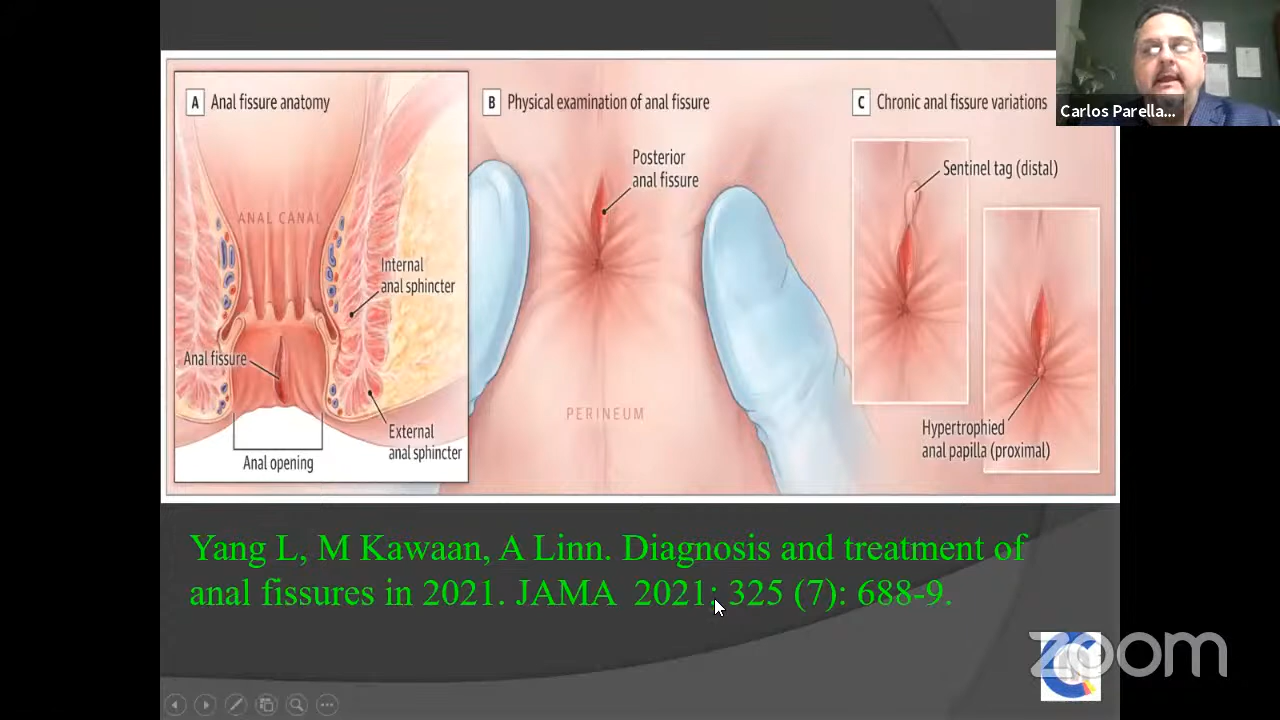 A Anal fissure anatomy
ANAL CANAL
Internal
anal sphincter
Anal fissure
External
anal sphincter
Anal opening
B Physical examination of anal fissure
Posterior
anal fissure
PERINEUM
C Chronic anal fissure variations
Sentinel tag (distal)
Hypertrophied
anal papilla (proximal)
Carlos Parella...
Yang L, M Kawaan, A Linn. Diagnosis and treatment of
anal fissures in 2021. JAMA 2021; 325 (7): 688-9.
zoom